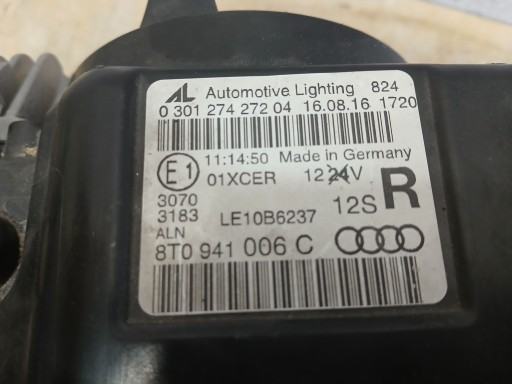 AL Automotive Lighting 824
0 301 274 272 04 16.08.16 1720
E1 11:14:50 Made in Germany
01XCER 12 24V R
3070
3183 LE10B6237 12S
ALN
8T0 941 006 C